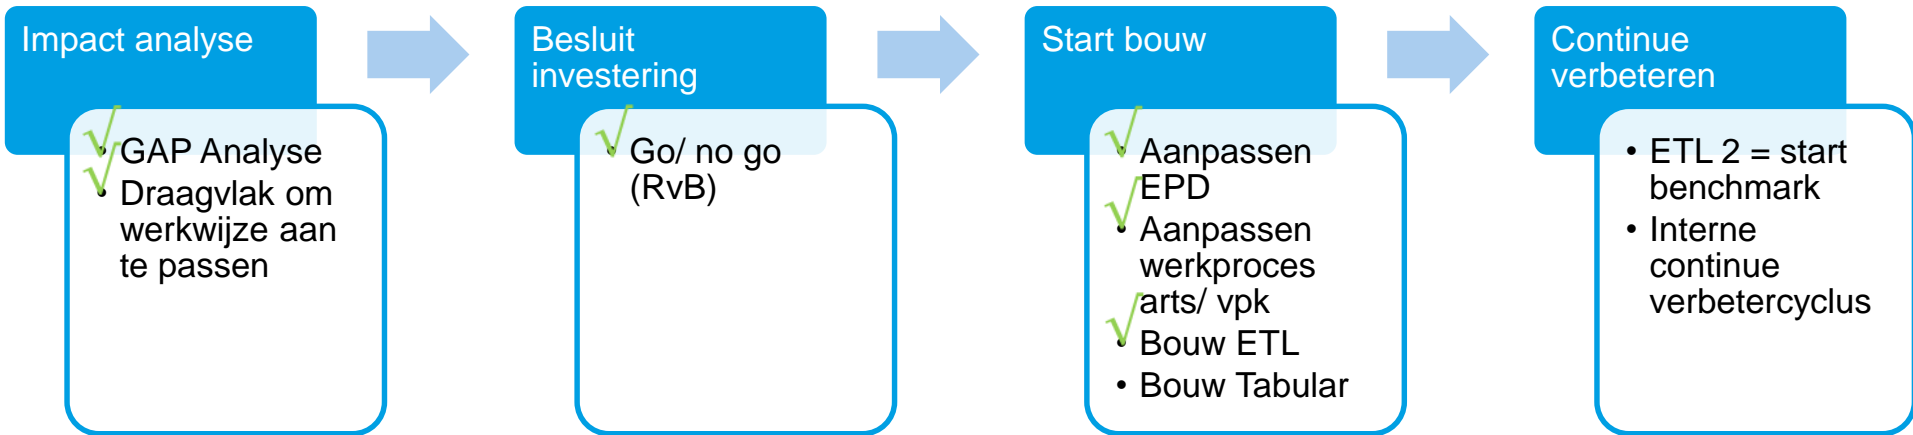 Impact analyse
√
• GAP Analyse
√
• Draagvlak om
werkwijze aan
te passen
Besluit
investering
√
• Go/ no go
(RvB)
Start bouw
√
• Aanpassen
EPD
√
• Aanpassen
werkproces
arts/ vpk
√
• Bouw ETL
• Bouw Tabular
Continue
verbeteren
• ETL 2 = start
benchmark
• Interne
continue
verbetercyclus